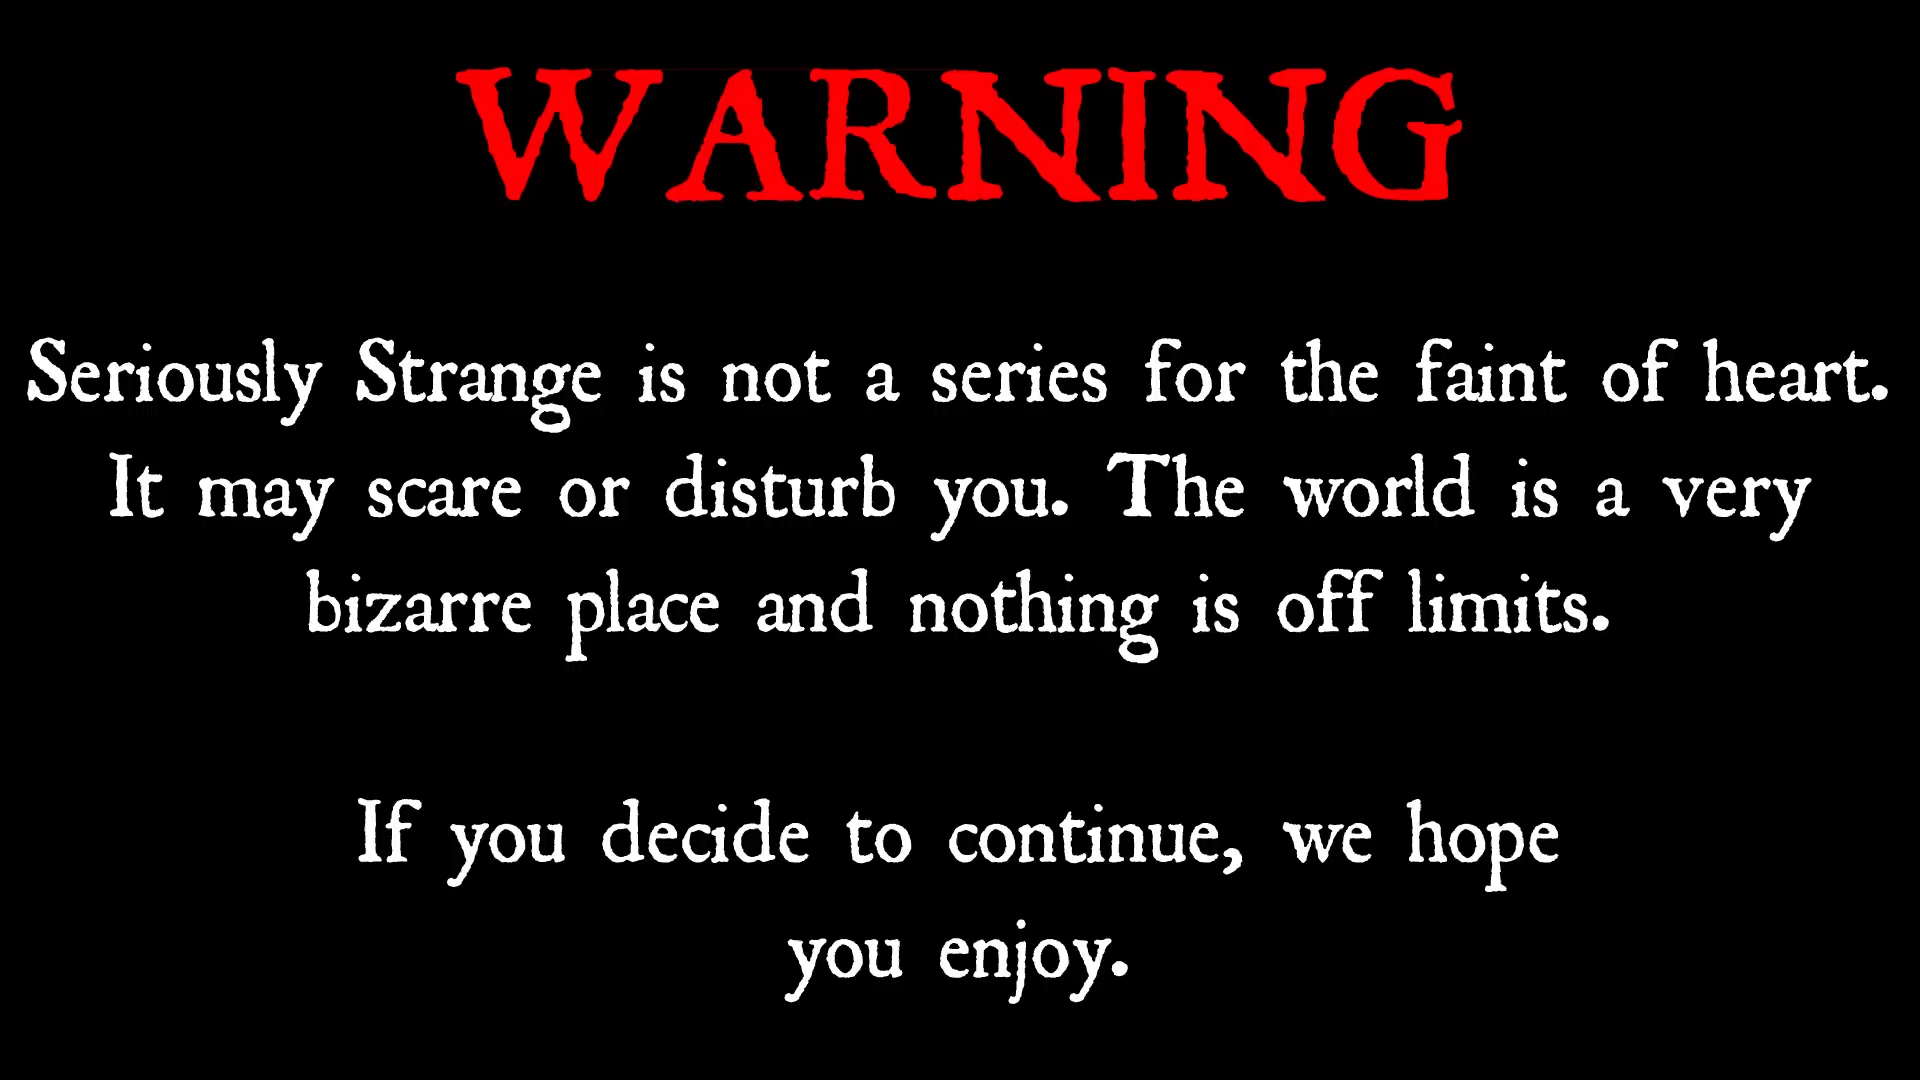 WARNING
Seriously Strange is not a series for the faint of heart.
It may scare or disturb you. The world is a very
bizarre place and nothing is off limits.
If you decide to continue, we hope
you enjoy.